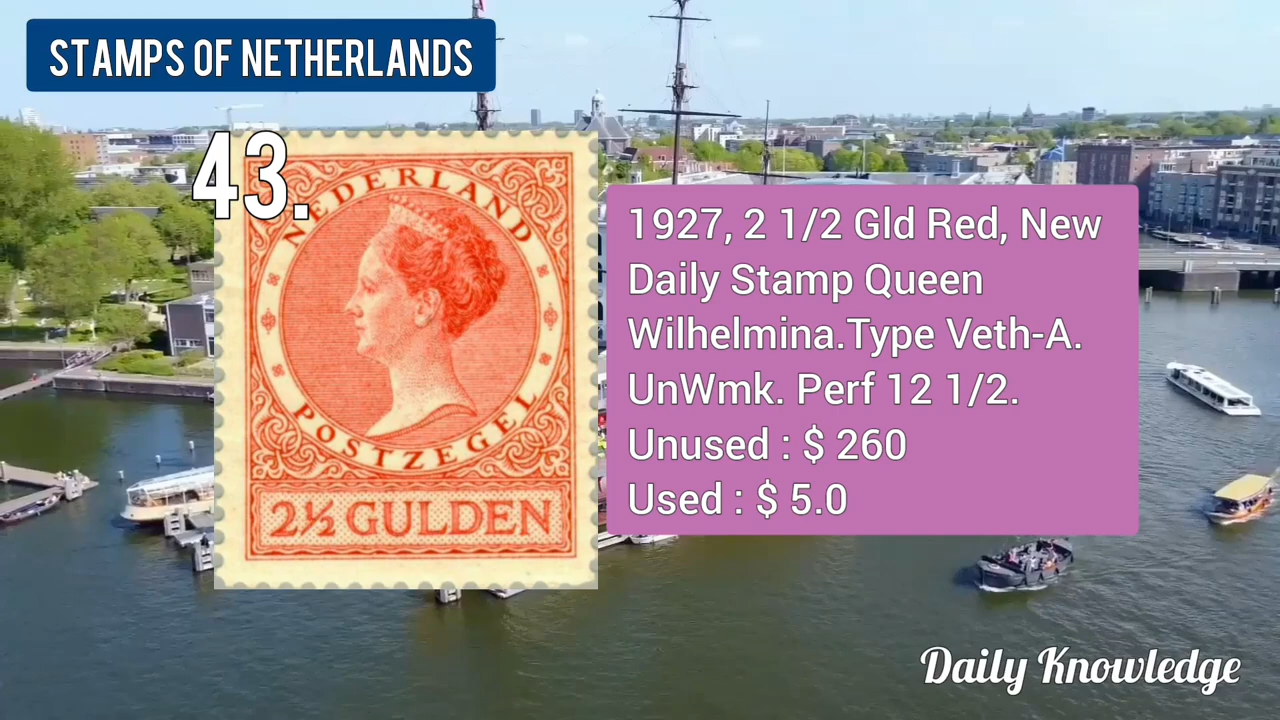 STAMPS OF NETHERLANDS
43.
NEDERLAND
POSTZEGEL
2½ GULDEN
1927, 2 1/2 Gld Red, New
Daily Stamp Queen
Wilhelmina.Type Veth-A.
UnWmk. Perf 12 1/2.
Unused : $ 260
Used : $ 5.0
Daily Knowledge